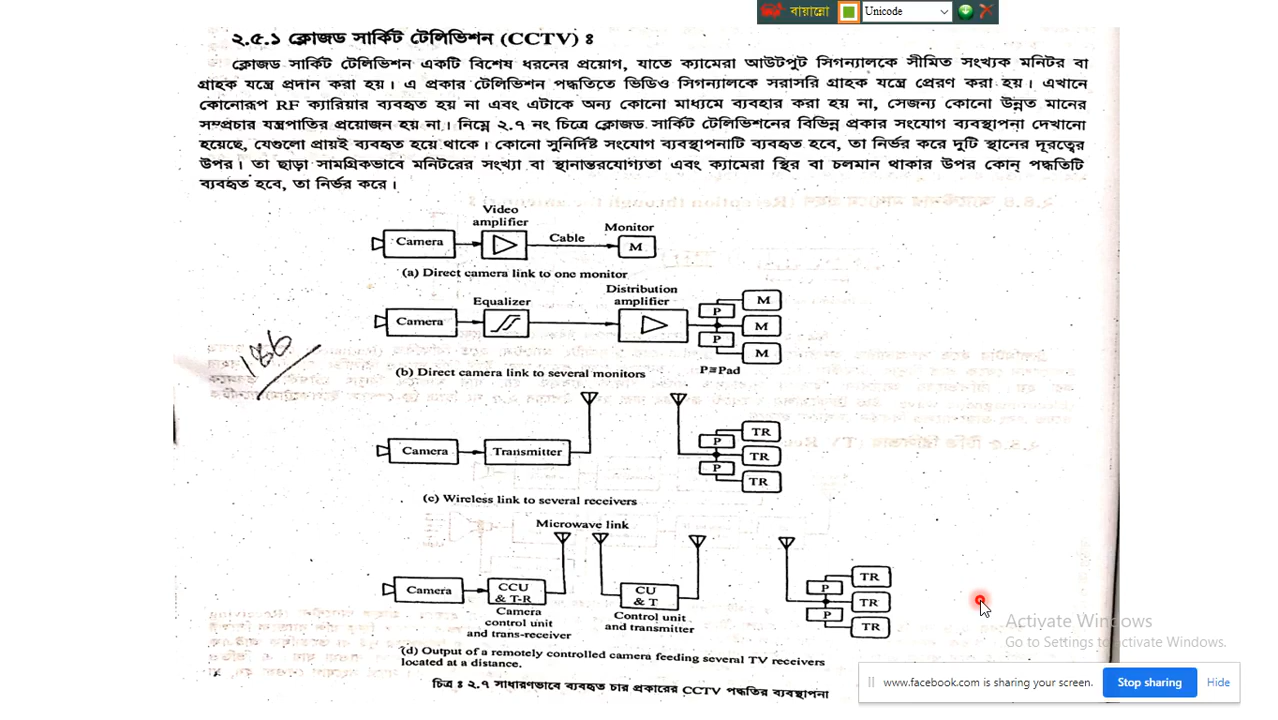 বায়ান্নো
Unicode
২.৫.১ ক্লোজড সার্কিট টেলিভিশন (CCTV) ঃ
ক্লোজড সার্কিট টেলিভিশন একটি বিশেষ ধরনের প্রয়োগ, যাতে ক্যামেরা আউটপুট সিগন্যালকে সীমিত সংখ্যক মনিটর বা
গ্রাহক যন্ত্রে প্রদান করা হয়। এ প্রকার টেলিভিশন পদ্ধতিতে ভিডিও সিগন্যালকে সরাসরি গ্রাহক যন্ত্রে প্রেরণ করা হয়। এখানে
কোনোরূপ RF ক্যারিয়ার ব্যবহৃত হয় না এবং এটাকে অন্য কোনো মাধ্যমে ব্যবহার করা হয় না, সেজন্য কোনো উন্নত মানের
সম্প্রচার যন্ত্রপাতির প্রয়োজন হয় না। নিম্নে ২.৭ নং চিত্রে ক্লোজড সার্কিট টেলিভিশনের বিভিন্ন প্রকার সংযোগ ব্যবস্থাপনা দেখানো
হয়েছে, যেগুলো প্রায়ই ব্যবহৃত হয়ে থাকে। কোনো সুনির্দিষ্ট সংযোগ ব্যবস্থাপনাটি ব্যবহৃত হবে, তা নির্ভর করে দুটি স্থানের দূরত্বের
উপর। তা ছাড়া সামগ্রিকভাবে মনিটরের সংখ্যা বা স্থানান্তরযোগ্যতা এবং ক্যামেরা স্থির বা চলমান থাকার উপর কোন্ পদ্ধতিটি
ব্যবহৃত হবে, তা নির্ভর করে।
Video
amplifier
Camera
Cable
Monitor
M
(a) Direct camera link to one monitor
Equalizer
Distribution
amplifier
Camera
P
P
M
M
M
(b) Direct camera link to several monitors
P≡Pad
186
Camera
Transmitter
P
P
TR
TR
TR
(c) Wireless link to several receivers
Microwave link
Camera
CCU
& T-R
CU
& T
P
P
TR
TR
TR
Camera
control unit
and trans-receiver
Control unit
and transmitter
(d) Output of a remotely controlled camera feeding several TV receivers
located at a distance.
চিত্র ঃ ২.৭ সাধারণভাবে ব্যবহৃত চার প্রকারের CCTV পদ্ধতির ব্যবস্থাপনা
Activate Windows
Go to Settings to activate Windows.
www.facebook.com is sharing your screen.
Stop sharing
Hide